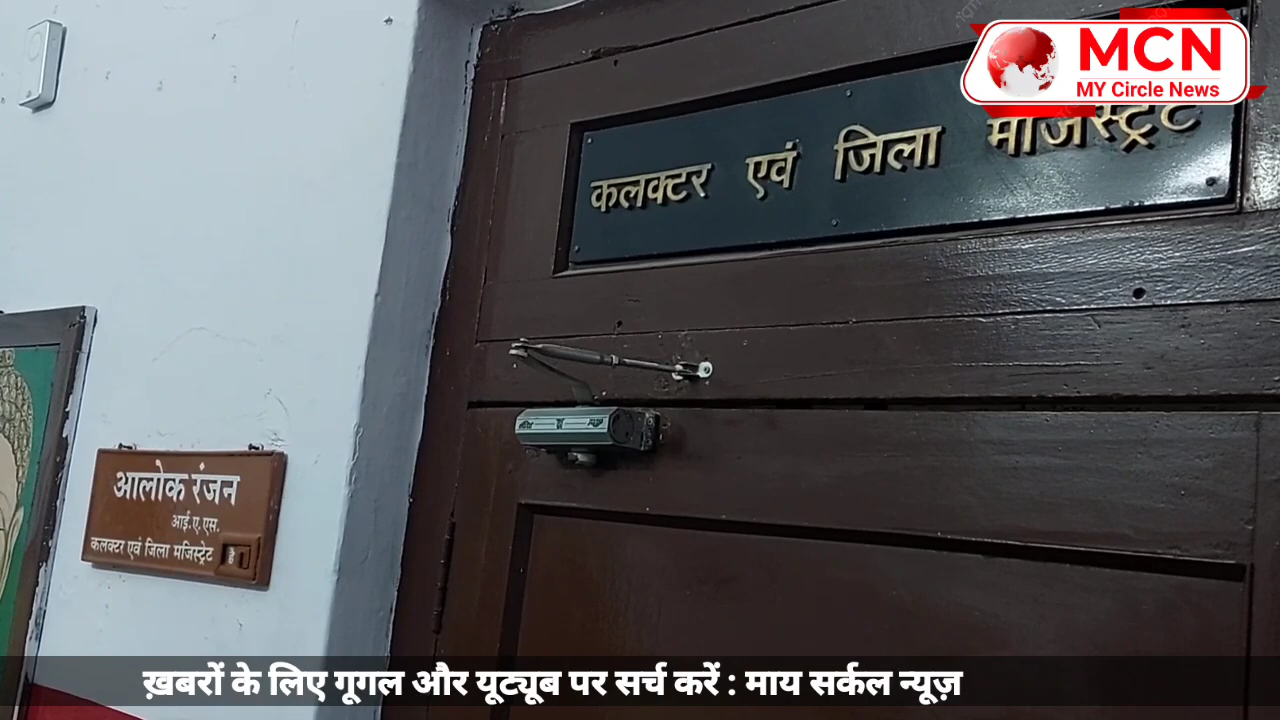 MCN
MY Circle News
कलक्टर एवं जिला मजिस्ट्रेट
आलोक रंजन
आई.ए.एस.
कलक्टर एवं जिला मजिस्ट्रेट
है
ख़बरों के लिए गूगल और यूट्यूब पर सर्च करें : माय सर्कल न्यूज़